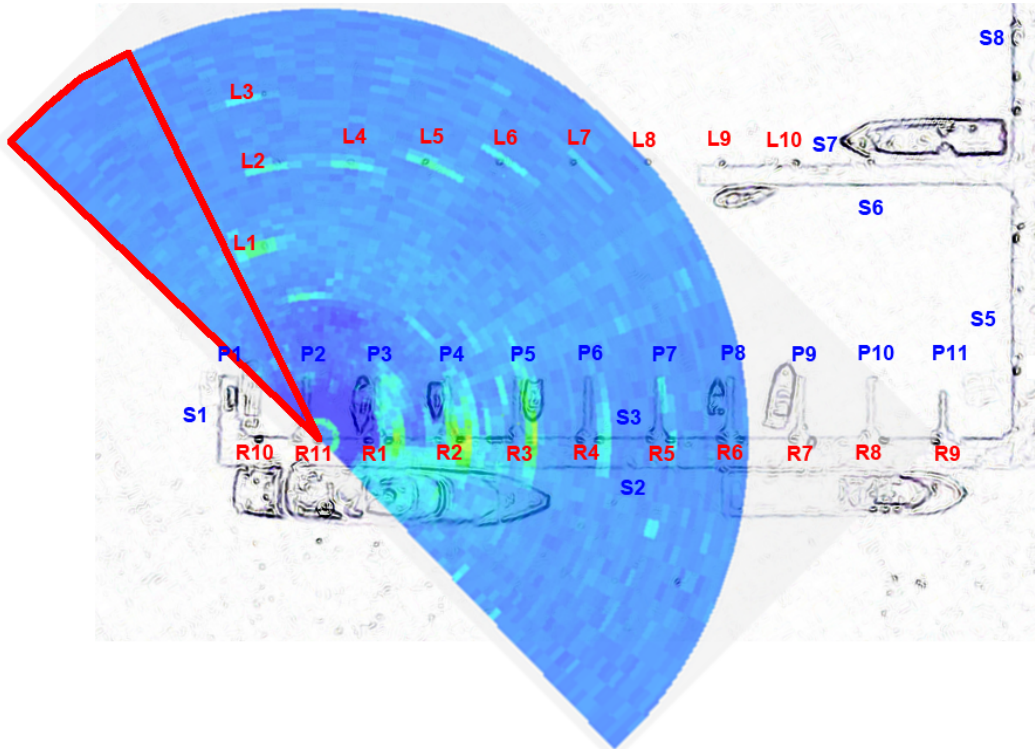 S8
L3
L4 L5 L6 L7 L8 L9 L10 S7
L2
S6
L1
S5
P1 P2 P3 P4 P5 P6 P7 P8 P9 P10 P11
S1 S3
R10 R11 R1 R2 R3 R4 R5 R6 R7 R8 R9
S2